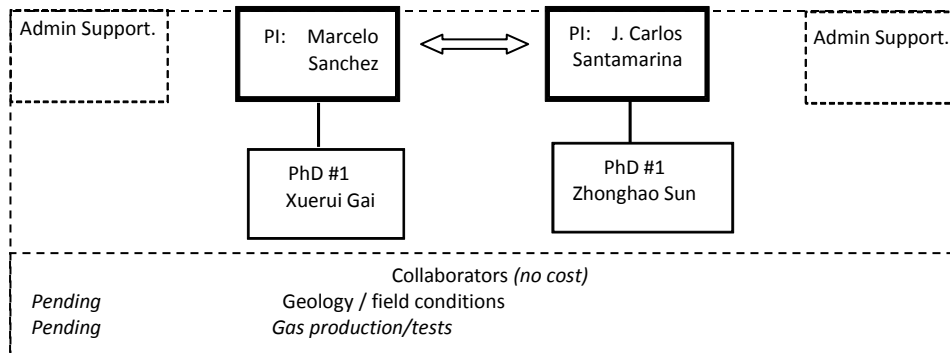 Admin Support.
PI: Marcelo
Sanchez
PI: J. Carlos
Santamarina
Admin Support.
PhD #1
Xuerui Gai
PhD #1
Zhonghao Sun
Collaborators (no cost)
Pending Geology / field conditions
Pending Gas production/tests